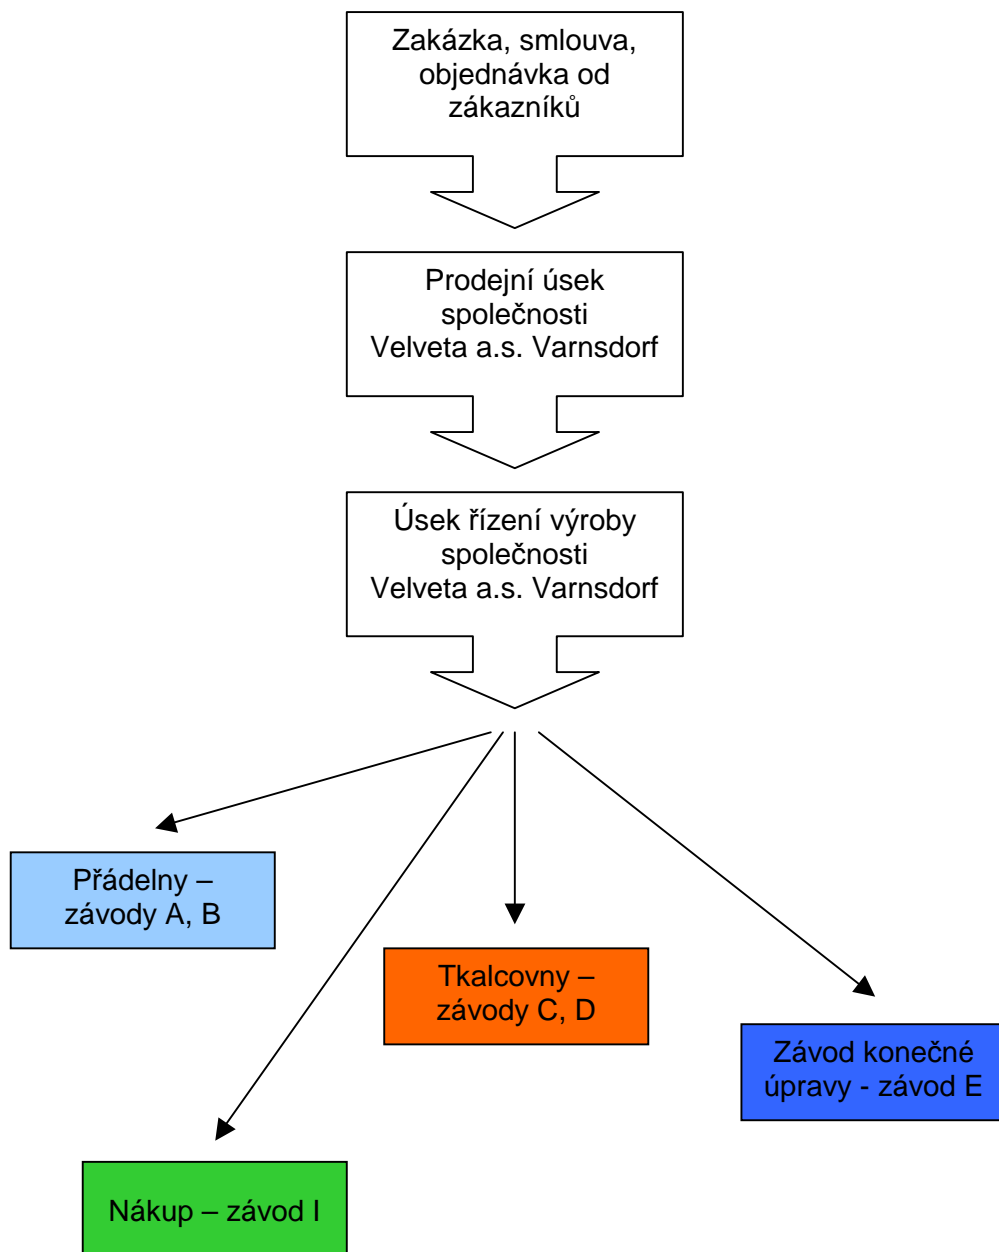 Zakázka, smlouva,
objednávka od
zákazníků
Prodejní úsek
společnosti
Velveta a.s. Varnsdorf
Úsek řízení výroby
společnosti
Velveta a.s. Varnsdorf
Přádelny –
závody A, B
Tkalcovny –
závody C, D
Závod konečné
úpravy - závod E
Nákup – závod I